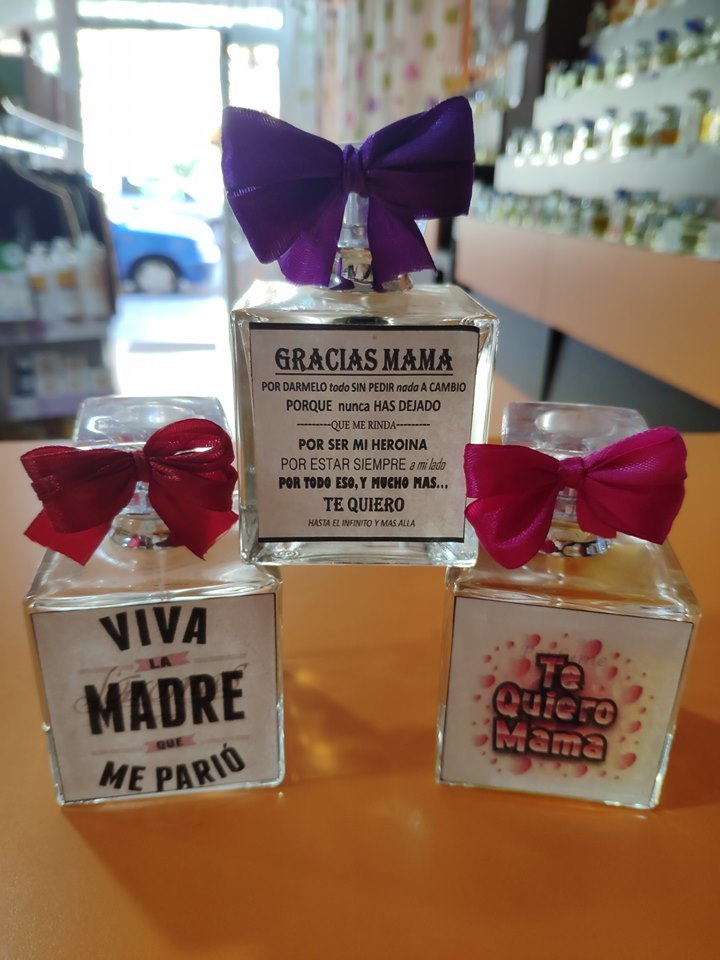 GRACIAS MAMA
POR DARMELO todo SIN PEDIR nada A CAMBIO
PORQUE nunca HAS DEJADO
----------QUE ME RINDA----------
POR SER MI HEROINA
POR ESTAR SIEMPRE a mi lado
POR TODO ESO, Y MUCHO MAS...
TE QUIERO
HASTA EL INFINITO Y MAS ALLA
VIVA
LA
MADRE
QUE
ME PARIÓ
Te
Quiero
Mama